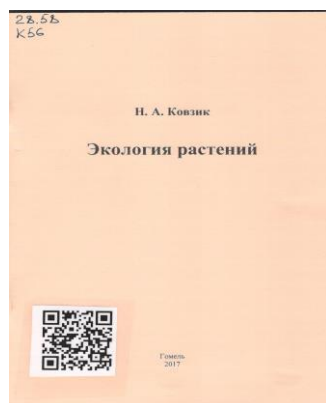 28.58
К56
Н. А. Ковзик
Экология растений
Гомель
2017